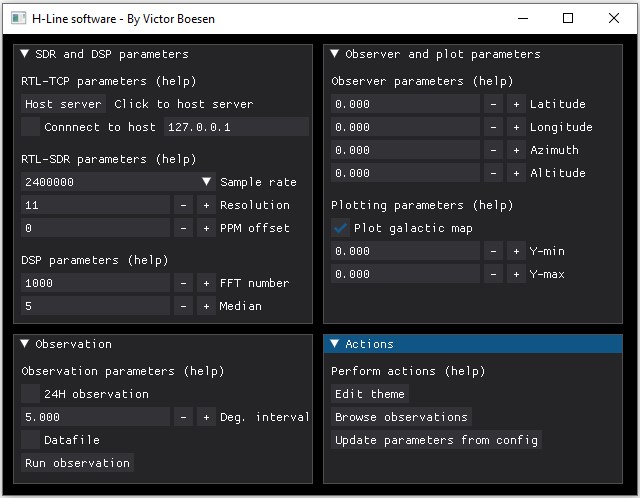 H-Line software - By Victor Boesen
SDR and DSP parameters
RTL-TCP parameters (help)
Host server Click to host server
Connnect to host 127.0.0.1
RTL-SDR parameters (help)
2400000 Sample rate
11 - + Resolution
0 - + PPM offset
DSP parameters (help)
1000 - + FFT number
5 - + Median
Observer and plot parameters
Observer parameters (help)
0.000 - + Latitude
0.000 - + Longitude
0.000 - + Azimuth
0.000 - + Altitude
Plotting parameters (help)
Plot galactic map
0.000 - + Y-min
0.000 - + Y-max
Observation
Observation parameters (help)
24H observation
5.000 - + Deg. interval
Datafile
Run observation
Actions
Perform actions (help)
Edit theme
Browse observations
Update parameters from config